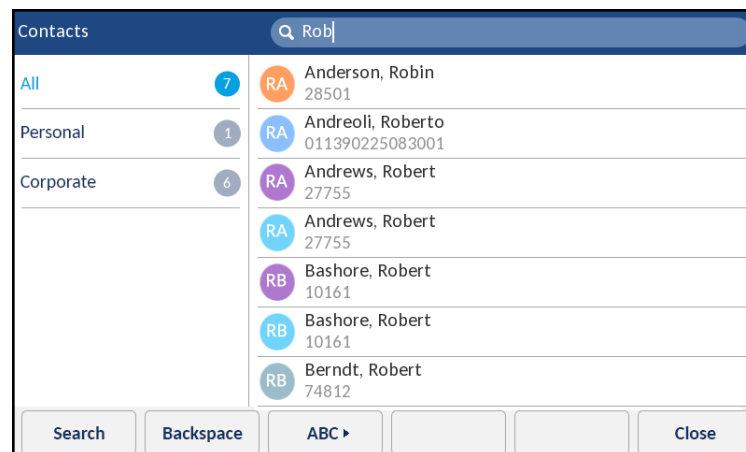 Contacts
Rob
All 7
Personal 1
Corporate 6
RA Anderson, Robin
28501
RA Andreoli, Roberto
011390225083001
RA Andrews, Robert
27755
RA Andrews, Robert
27755
RB Bashore, Robert
10161
RB Bashore, Robert
10161
RB Berndt, Robert
74812
Search Backspace ABC Close